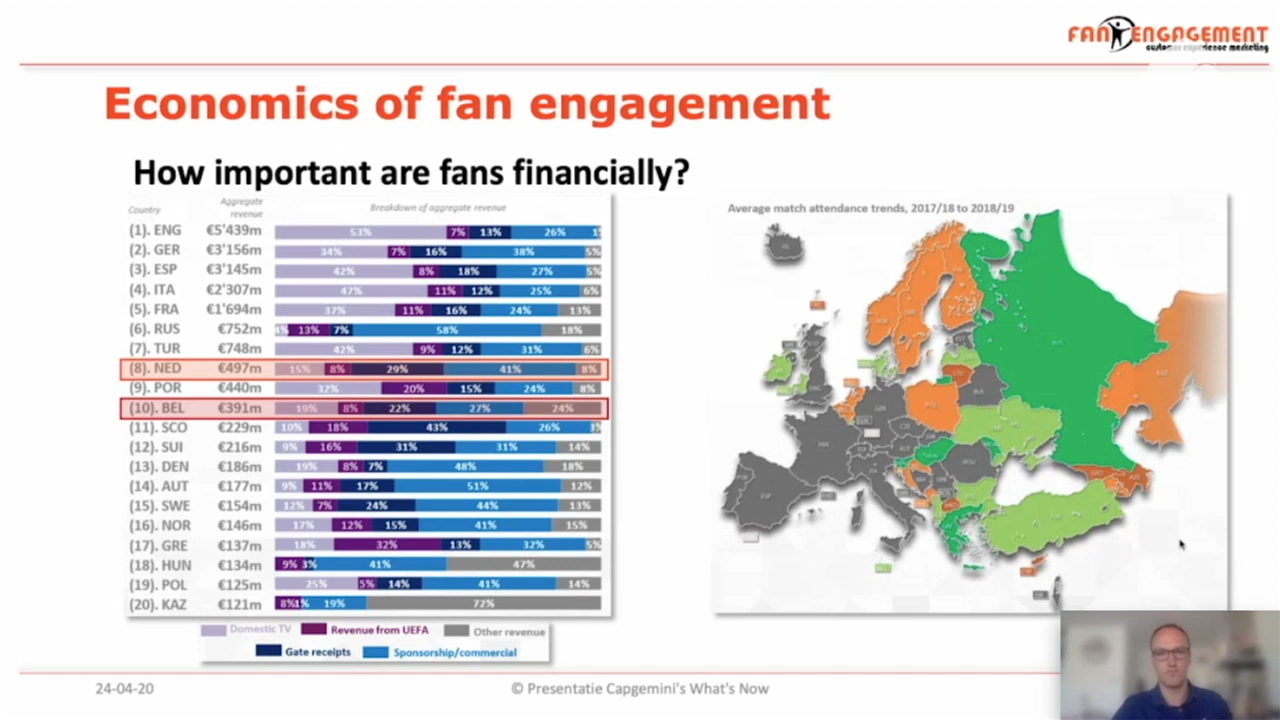 FAN ENGAGEMENT
customer experience marketing
Economics of fan engagement
How important are fans financially?
Country Aggregate revenue Breakdown of aggregate revenue
(1). ENG €5'439m 53% 7% 13% 26% 1%
(2). GER €3'156m 34% 7% 16% 38% 5%
(3). ESP €3'145m 42% 8% 18% 27% 5%
(4). ITA €2'307m 47% 11% 12% 25% 6%
(5). FRA €1'694m 37% 11% 16% 24% 13%
(6). RUS €752m 4% 13% 7% 58% 18%
(7). TUR €748m 42% 9% 12% 31% 6%
(8). NED €497m 15% 8% 29% 41% 8%
(9). POR €440m 32% 20% 15% 24% 8%
(10). BEL €391m 19% 8% 22% 27% 24%
(11). SCO €229m 10% 18% 43% 26% 3%
(12). SUI €216m 9% 16% 31% 31% 14%
(13). DEN €186m 19% 8% 7% 48% 18%
(14). AUT €177m 9% 11% 17% 51% 12%
(15). SWE €154m 12% 7% 24% 44% 13%
(16). NOR €146m 17% 12% 15% 41% 15%
(17). GRE €137m 18% 32% 13% 32% 5%
(18). HUN €134m 9% 3% 41% 47%
(19). POL €125m 25% 5% 14% 41% 14%
(20). KAZ €121m 8% 1% 19% 72%
Domestic TV Revenue from UEFA Other revenue
Gate receipts Sponsorship/commercial
Average match attendance trends, 2017/18 to 2018/19
24-04-20
© Presentatie Capgemini's What's Now